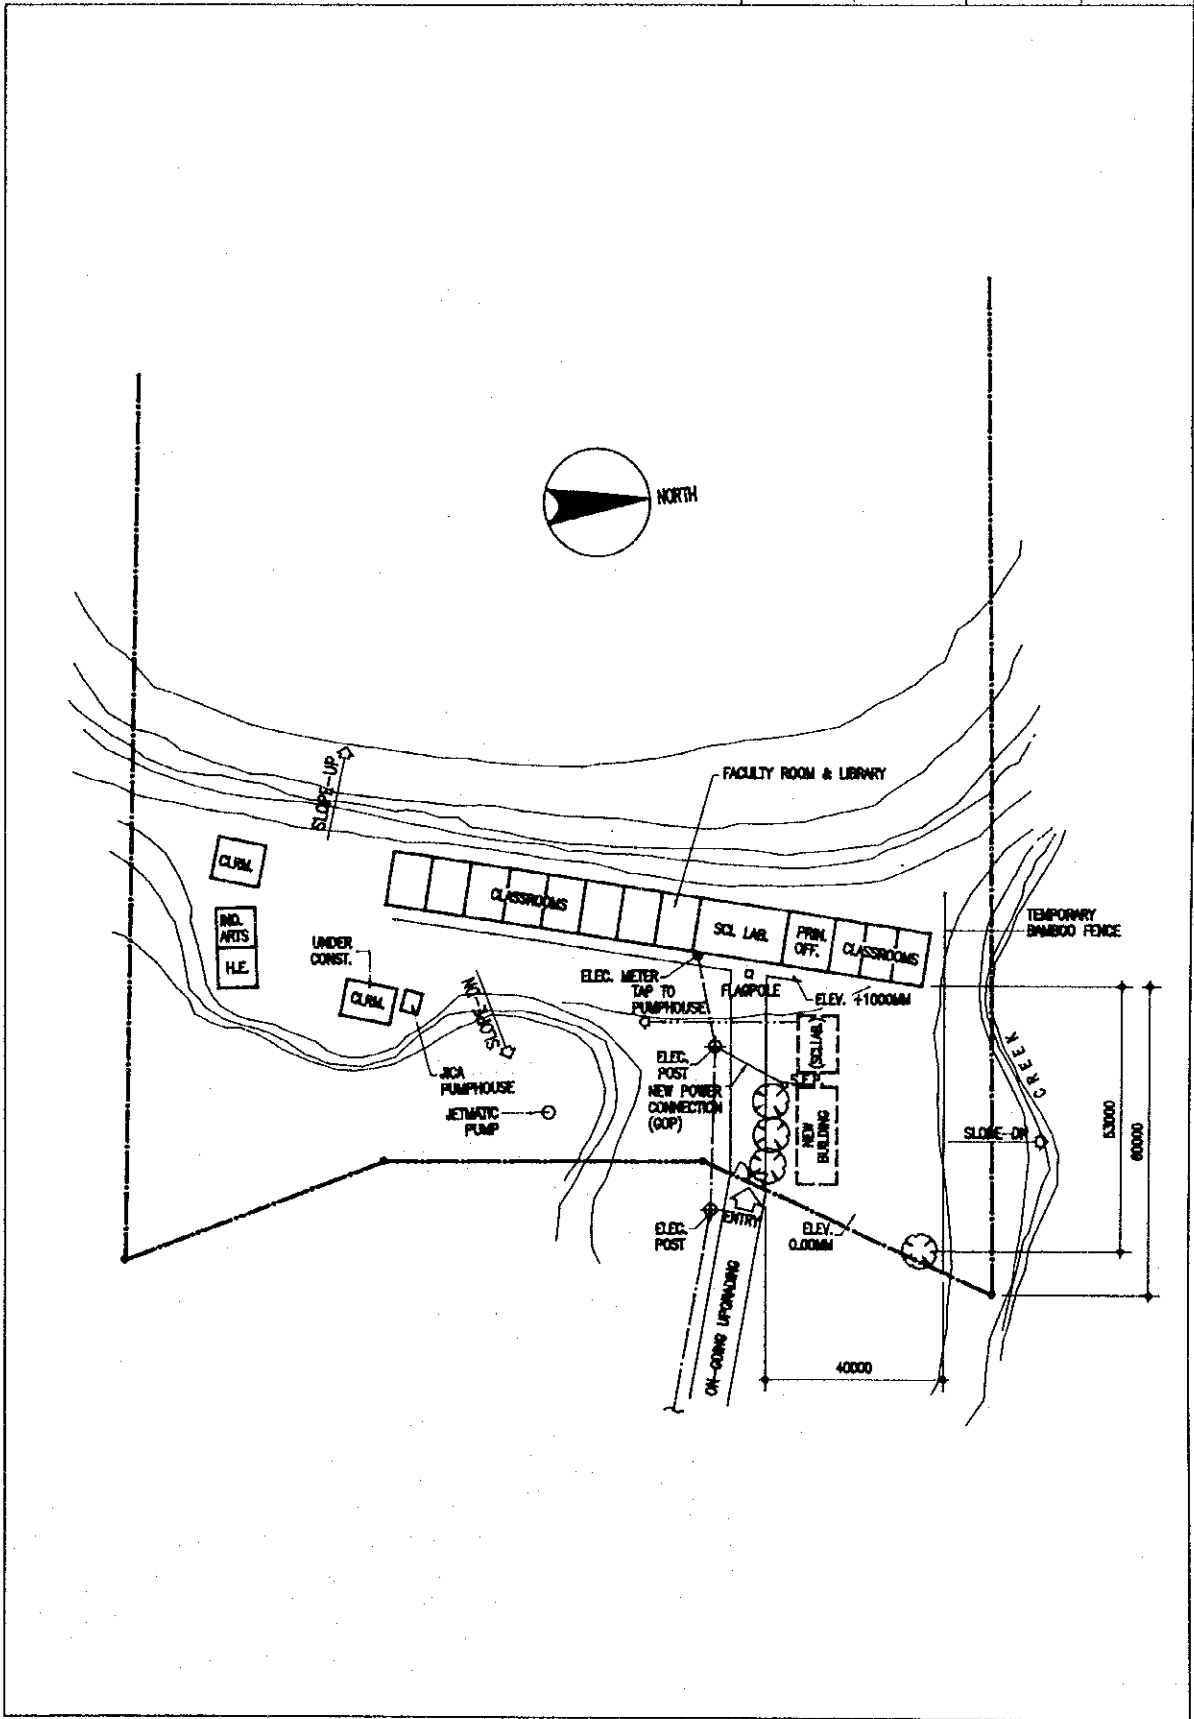 NORTH
SLOPE-UP
FACULTY ROOM & LIBRARY
CLRM.
IND.
ARTS
H.E.
CLASSROOMS
SCI. LAB.
PRIN.
OFF.
CLASSROOMS
TEMPORARY
BAMBOO FENCE
UNDER
CONST.
CLRM.
ELEC. METER
TAP TO
PUMPHOUSE
FLAGPOLE
ELEV. +1000MM
SLOPE-DN
JICA
PUMPHOUSE
JETMATIC
PUMP
ELEC.
POST
NEW POWER
CONNECTION
(GOP)
(SCI.LAB.)
NEW
BUILDING
CREEK
SLOPE-DN
53000
60000
ENTRY
ELEC.
POST
ELEV.
0.00MM
ON-GOING UPGRADING
40000